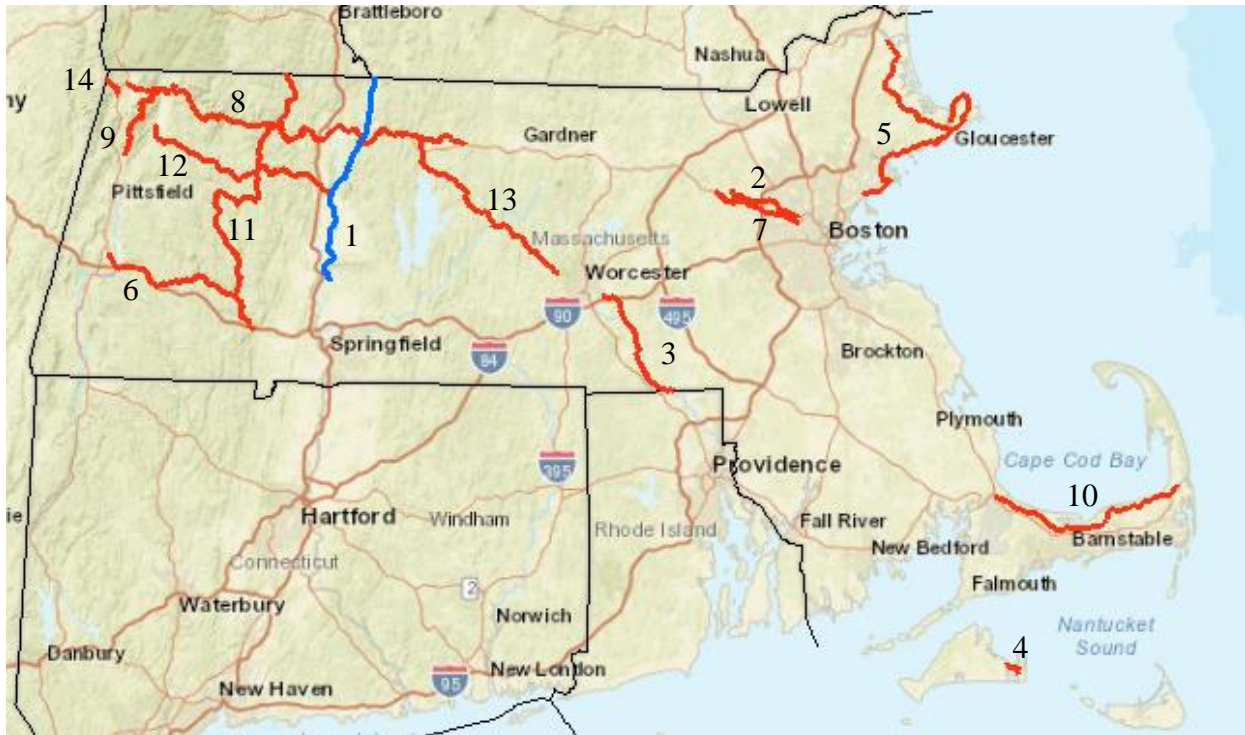 Brattleboro
Nashua
14
ny
8
Lowell
Gardner
5
Gloucester
9
12
2
Pittsfield
13
11
1
7
Boston
Massachusetts
6
Worcester
90
495
Springfield
84
3
Brockton
Plymouth
395
Providence
Cape Cod Bay
10
Hartford
Windham
Rhode Island
Fall River
Barnstable
New Bedford
ie
Connecticut
2
Falmouth
Waterbury
Norwich
Nantucket
Sound
4
Danbury
New London
New Haven
95